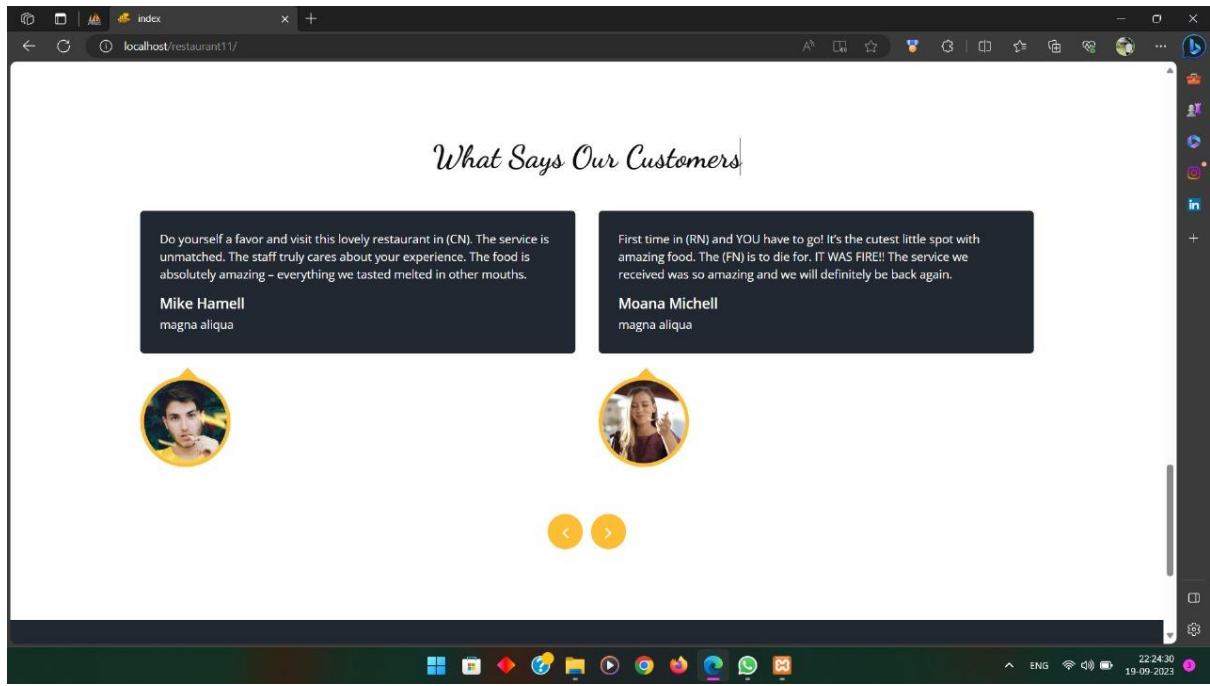 index
localhost/restaurant11/
What Says Our Customers
Do yourself a favor and visit this lovely restaurant in (CN). The service is
unmatched. The staff truly cares about your experience. The food is
absolutely amazing – everything we tasted melted in other mouths.
Mike Hamell
magna aliqua
First time in (RN) and YOU have to go! It's the cutest little spot with
amazing food. The (FN) is to die for. IT WAS FIRE!! The service we
received was so amazing and we will definitely be back again.
Moana Michell
magna aliqua
ENG
22:24:30
19-09-2023
3